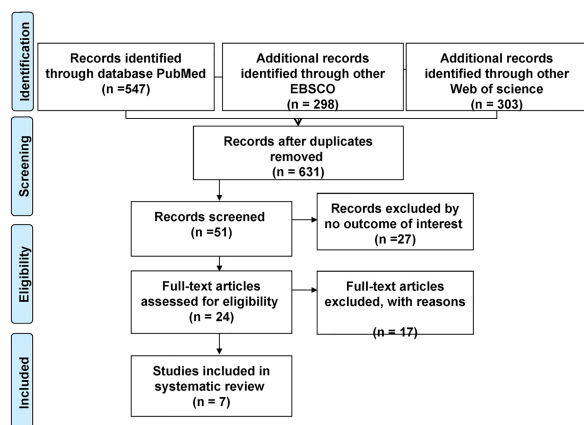 Identification
Records identified
through database PubMed
(n =547)
Additional records
identified through other
EBSCO
(n = 298)
Additional records
identified through other
Web of science
(n = 303)
Screening
Records after duplicates
removed
(n = 631)
Records screened
(n =51)
Records excluded by
no outcome of interest
(n =27)
Eligibility
Full-text articles
assessed for eligibility
(n = 24)
Full-text articles
excluded, with reasons
(n = 17)
Included
Studies included in
systematic review
(n = 7)